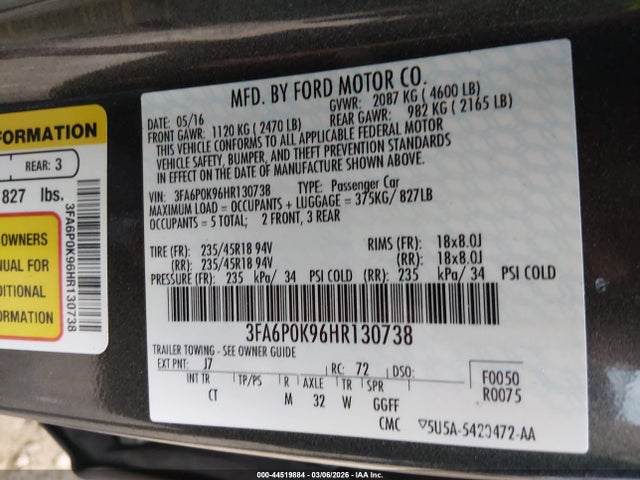 FORMATION
REAR: 3
827 lbs.
OWNERS
NUAL FOR
DITIONAL
FORMATION
3FA6P0K96HR130738
MFD. BY FORD MOTOR CO.
DATE: 05/16 GVWR: 2087 KG ( 4600 LB)
FRONT GAWR: 1120 KG ( 2470 LB) REAR GAWR: 982 KG ( 2165 LB)
THIS VEHICLE CONFORMS TO ALL APPLICABLE FEDERAL MOTOR
VEHICLE SAFETY, BUMPER, AND THEFT PREVENTION STANDARDS
IN EFFECT ON THE DATE OF MANUFACTURE SHOWN ABOVE.
VIN: 3FA6P0K96HR130738 TYPE: Passenger Car
MAXIMUM LOAD = OCCUPANTS + LUGGAGE = 375KG/ 827LB
OCCUPANTS = 5 TOTAL; 2 FRONT, 3 REAR
TIRE (FR): 235/45R18 94V RIMS (FR): 18x8.0J
(RR): 235/45R18 94V (RR): 18x8.0J
PRESSURE (FR): 235 kPa/ 34 PSI COLD (RR): 235 kPa/ 34 PSI COLD
3FA6P0K96HR130738
TRAILER TOWING - SEE OWNER GUIDE
EXT PNT: J7 RC: 72 DSO:
INT TR TP/PS R AXLE TR SPR
CT M 32 W GGFF
F0050
R0075
CMC 5U5A-5420472-AA
000-44519884 | 03/06/2026 - IAA Inc.